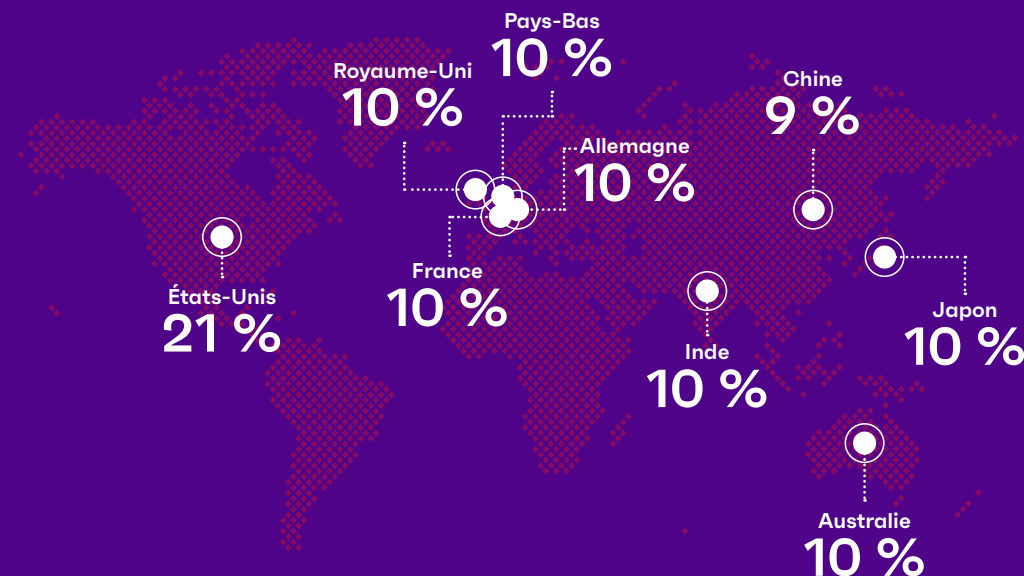 Pays-Bas
10 %
Royaume-Uni
10 %
Chine
9 %
Allemagne
10 %
France
10 %
États-Unis
21 %
Japon
10 %
Inde
10 %
Australie
10 %